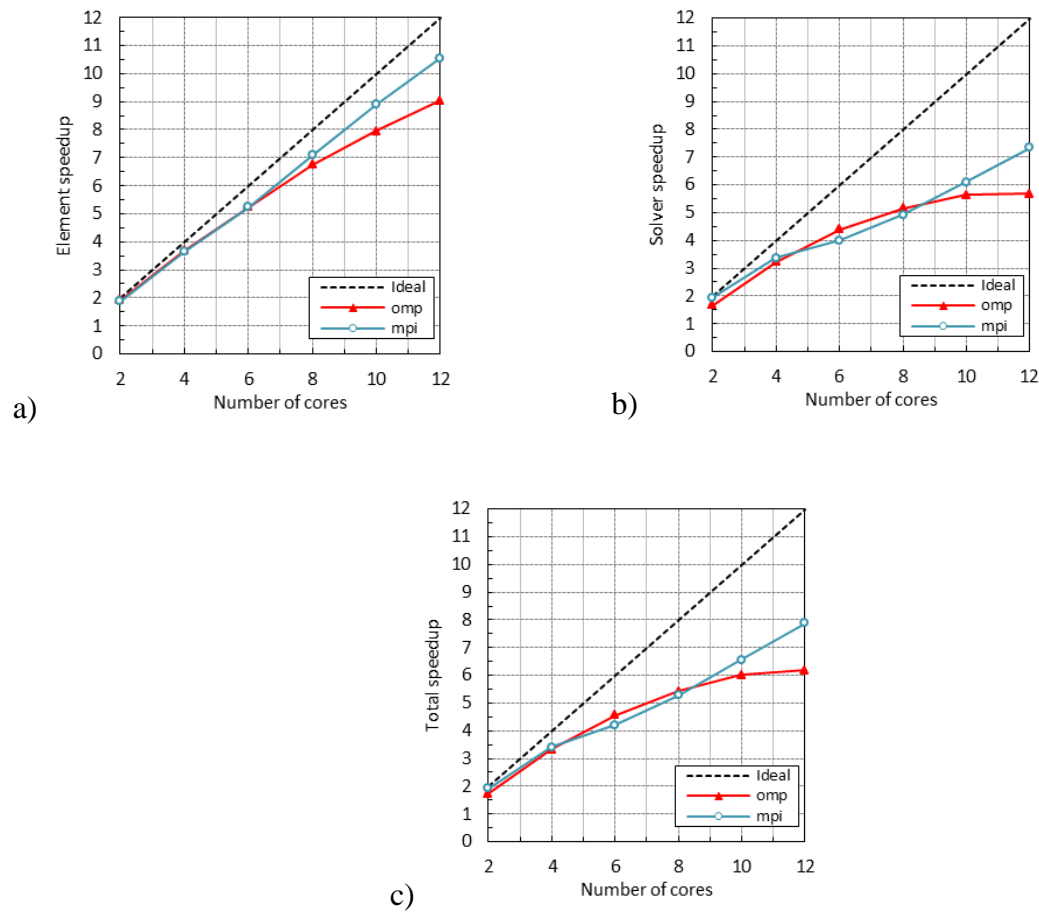 12
11
10
9
8
7
6
5
4
3
2
1
0
Element speedup
Ideal
omp
mpi
2 4 6 8 10 12
Number of cores
a)
12
11
10
9
8
7
6
5
4
3
2
1
0
Solver speedup
Ideal
omp
mpi
2 4 6 8 10 12
Number of cores
b)
12
11
10
9
8
7
6
5
4
3
2
1
0
Total speedup
Ideal
omp
mpi
2 4 6 8 10 12
Number of cores
c)